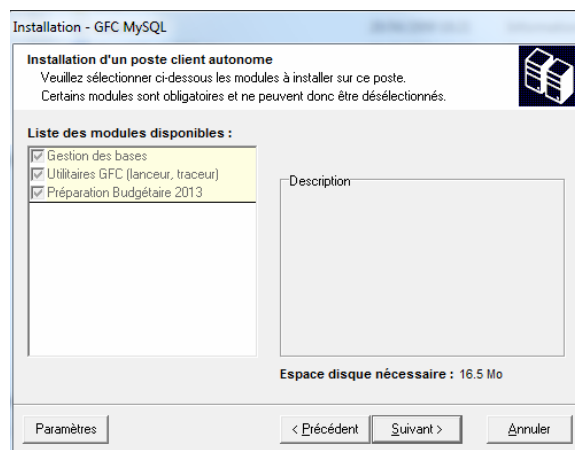 Installation - GFC MySQL
Installation d'un poste client autonome
Veuillez sélectionner ci-dessous les modules à installer sur ce poste.
Certains modules sont obligatoires et ne peuvent donc être désélectionnés.
Liste des modules disponibles :
Gestion des bases
Utilitaires GFC (lanceur, traceur)
Préparation Budgétaire 2013
Description
Espace disque nécessaire : 16.5 Mo
Paramètres
< Précédent
Suivant >
Annuler